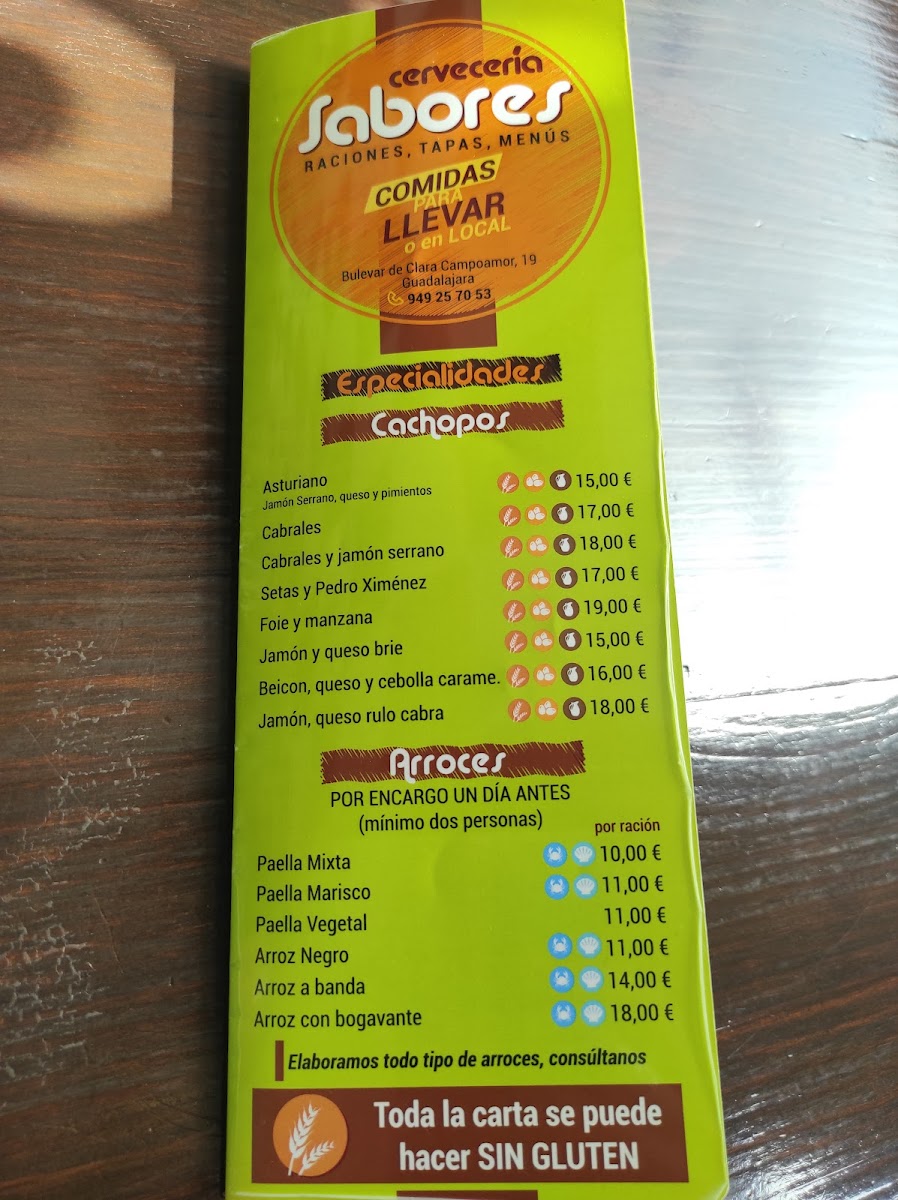 cervecería
Sabores
RACIONES, TAPAS, MENÚS
COMIDAS
PARA
LLEVAR
o en LOCAL
Bulevar de Clara Campoamor, 19
Guadalajara
949 25 70 53
Especialidades
Cachopos
Asturiano 15,00 €
Jamón Serrano, queso y pimientos
Cabrales 17,00 €
Cabrales y jamón serrano 18,00 €
Setas y Pedro Ximénez 17,00 €
Foie y manzana 19,00 €
Jamón y queso brie 15,00 €
Beicon, queso y cebolla carame. 16,00 €
Jamón, queso rulo cabra 18,00 €
Arroces
POR ENCARGO UN DÍA ANTES
(mínimo dos personas)
por ración
Paella Mixta 10,00 €
Paella Marisco 11,00 €
Paella Vegetal 11,00 €
Arroz Negro 11,00 €
Arroz a banda 14,00 €
Arroz con bogavante 18,00 €
Elaboramos todo tipo de arroces, consúltanos
Toda la carta se puede
hacer SIN GLUTEN